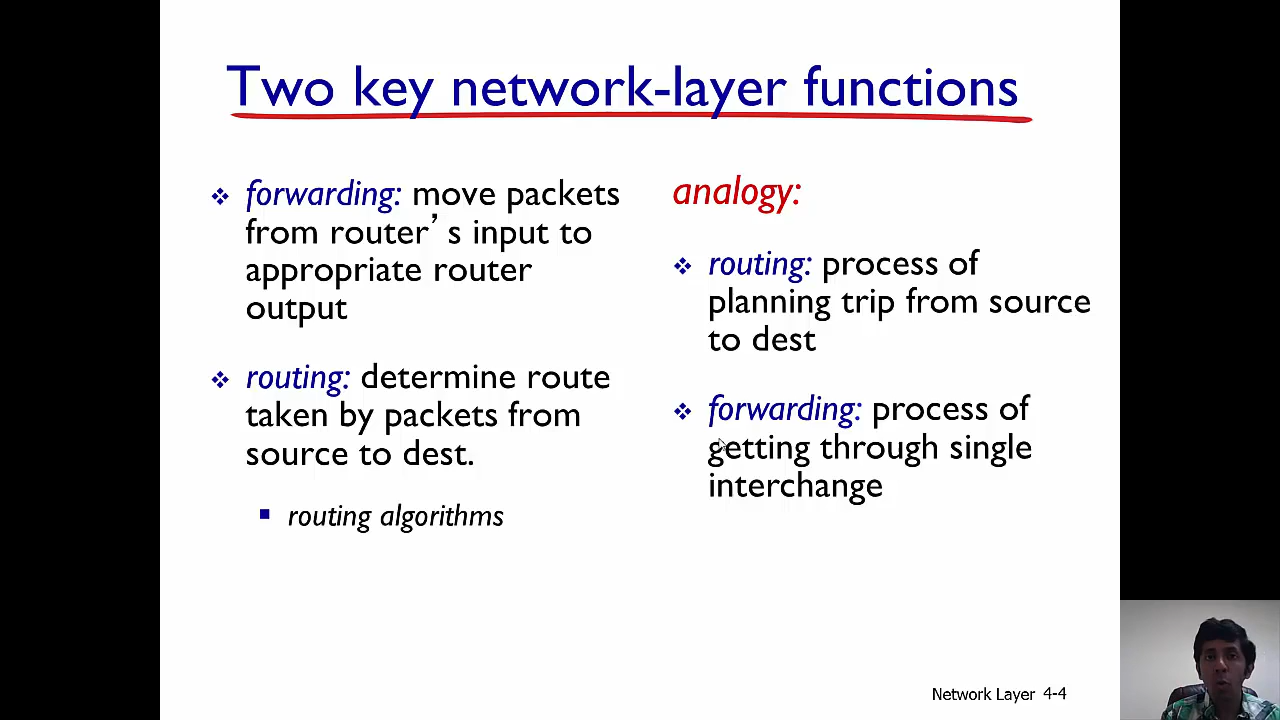 Two key network-layer functions
❖ forwarding: move packets
from router’s input to
appropriate router
output
❖ routing: determine route
taken by packets from
source to dest.
▪ routing algorithms
analogy:
❖ routing: process of
planning trip from source
to dest
❖ forwarding: process of
getting through single
interchange
Network Layer 4-4